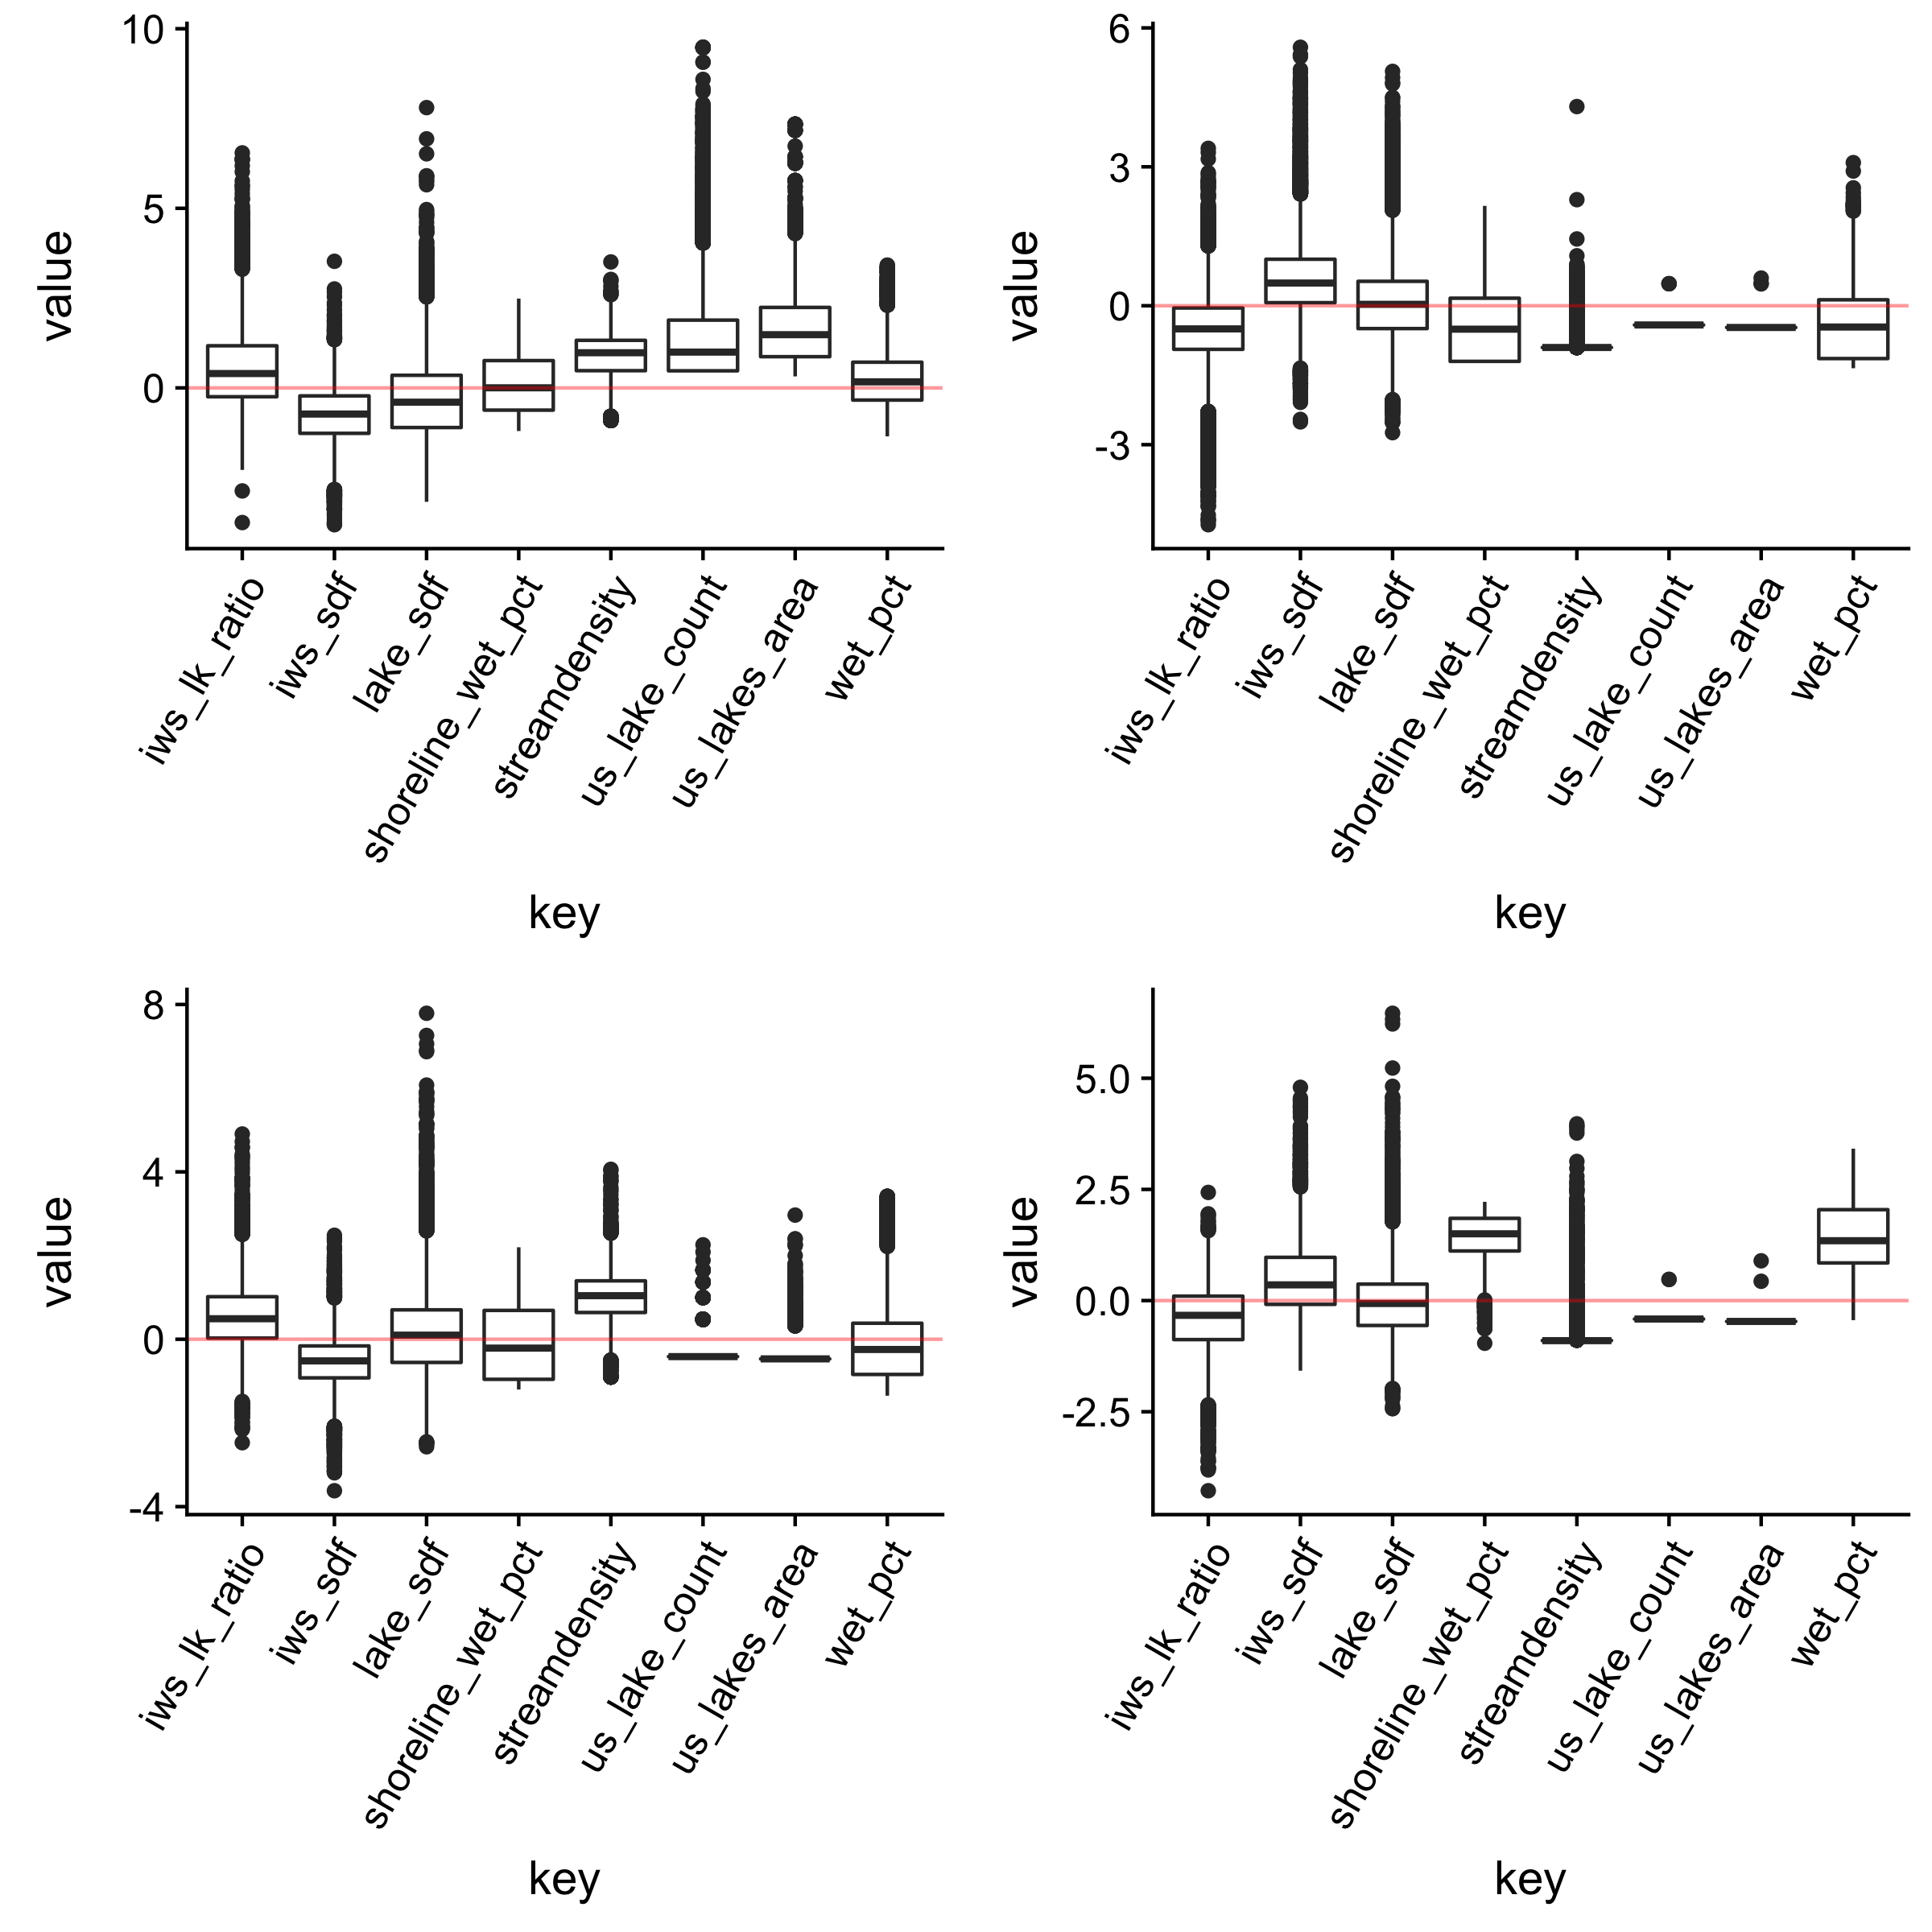 value
10
5
0
iws_lk_ratio
iws_sdf
lake_sdf
shoreline_wet_pct
streamdensity
us_lake_count
us_lakes_area
wet_pct
key
value
6
3
0
-3
iws_lk_ratio
iws_sdf
lake_sdf
shoreline_wet_pct
streamdensity
us_lake_count
us_lakes_area
wet_pct
key
value
8
4
0
-4
iws_lk_ratio
iws_sdf
lake_sdf
shoreline_wet_pct
streamdensity
us_lake_count
us_lakes_area
wet_pct
key
value
5.0
2.5
0.0
-2.5
iws_lk_ratio
iws_sdf
lake_sdf
shoreline_wet_pct
streamdensity
us_lake_count
us_lakes_area
wet_pct
key